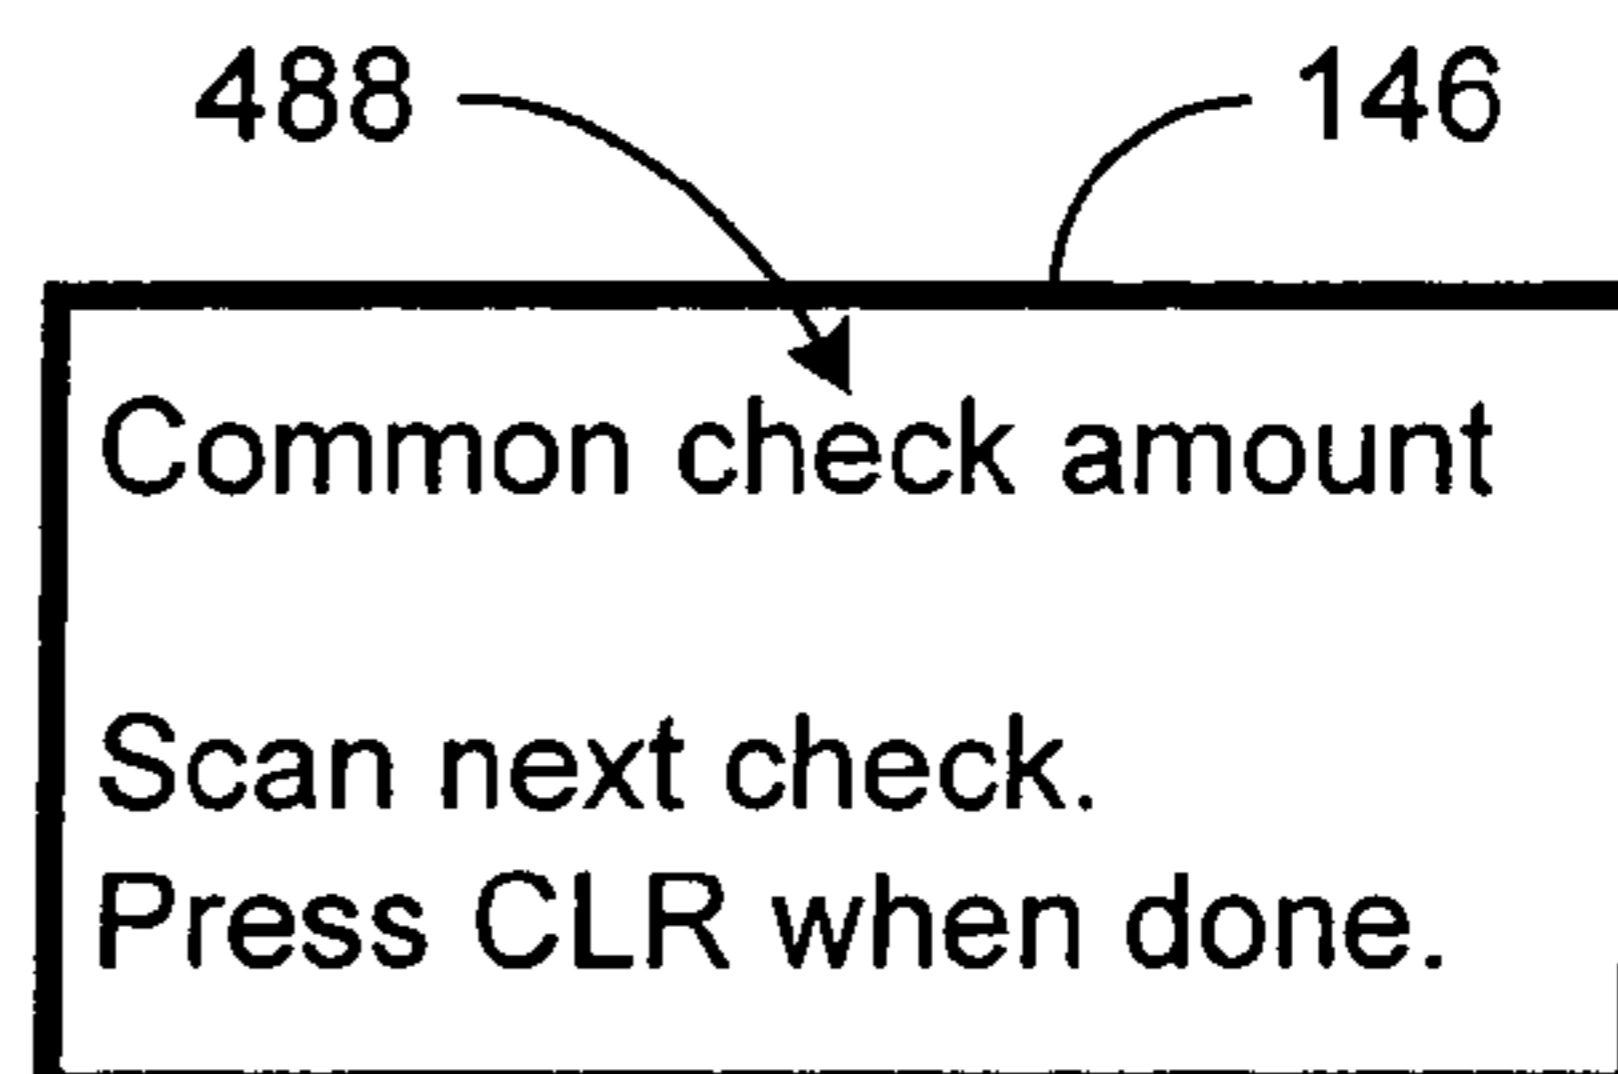 488 146
Common check amount
Scan next check.
Press CLR when done.